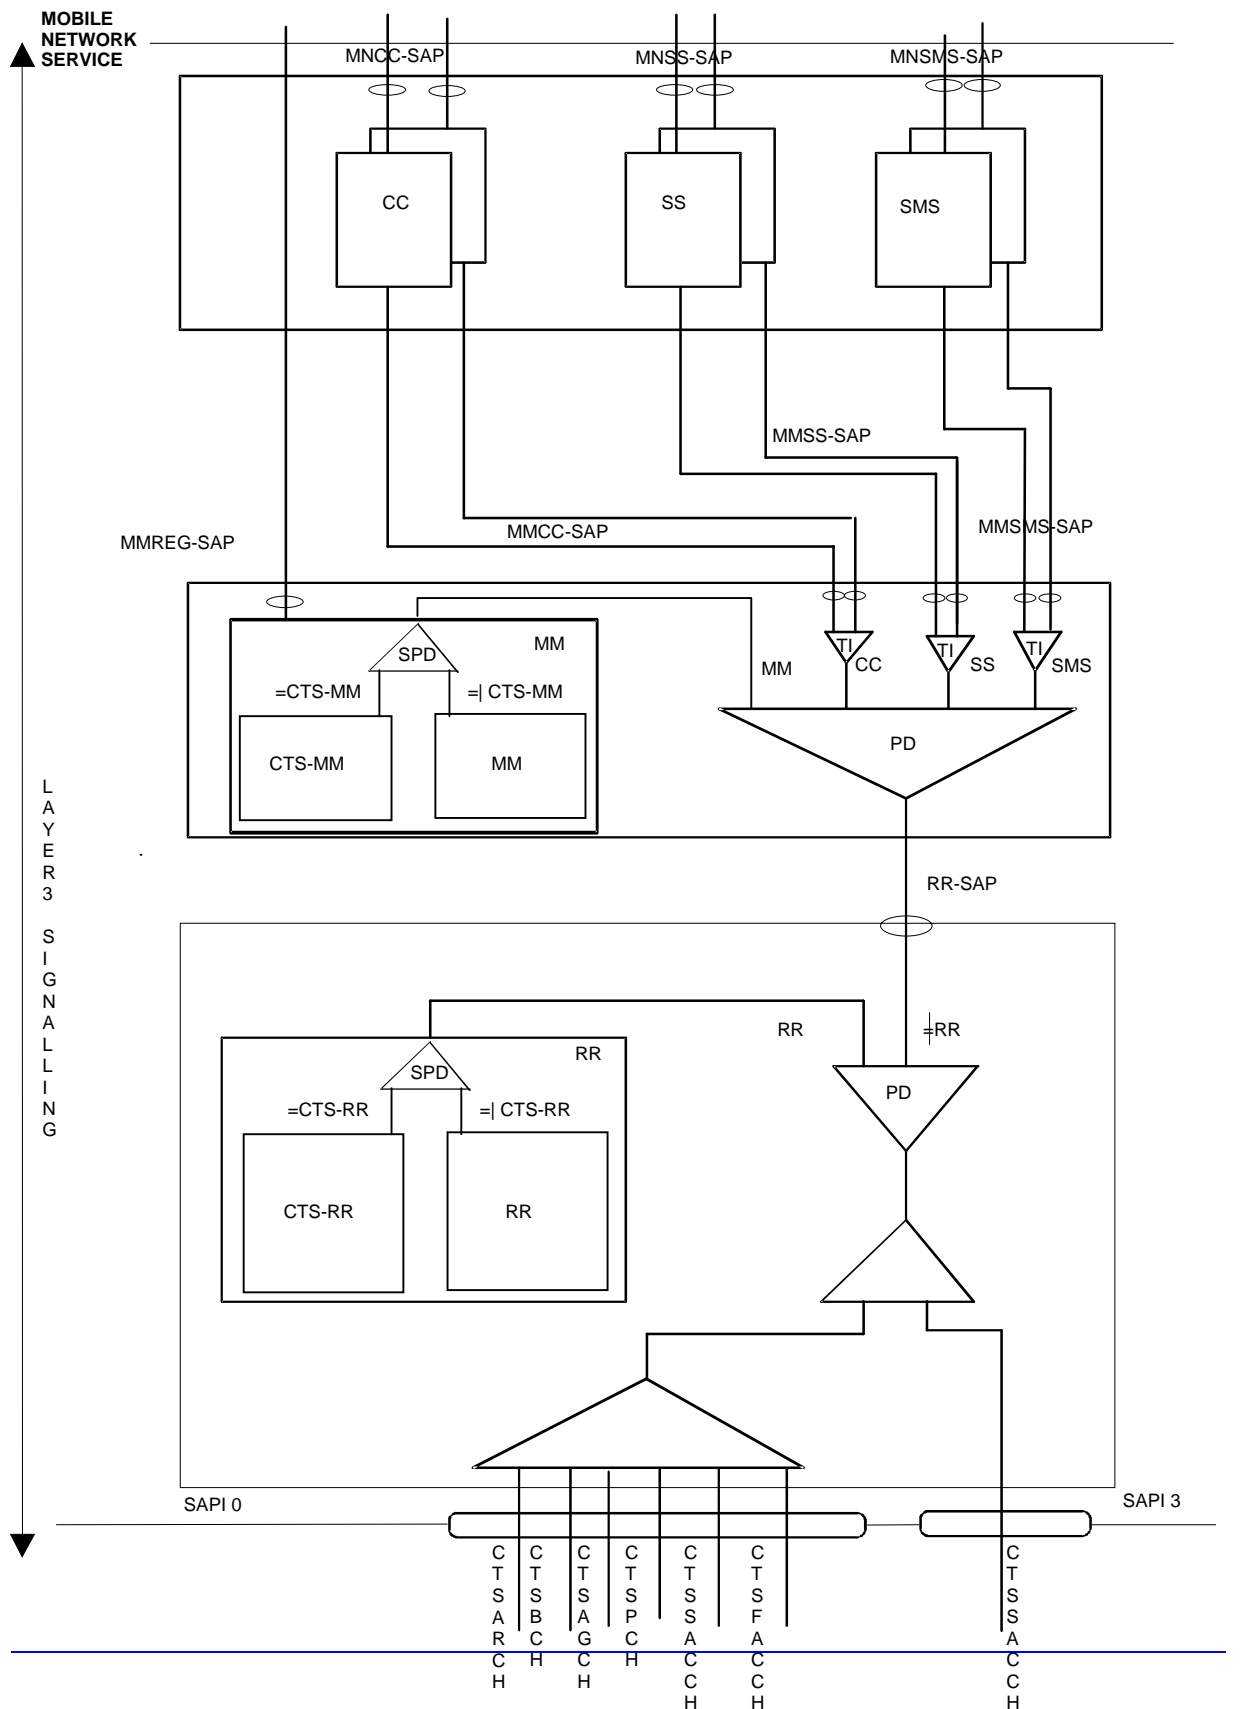 MOBILE
NETWORK
SERVICE
MNCC-SAP
MNSS-SAP
MNSMS-SAP
CC
SS
SMS
MMSS-SAP
MMCC-SAP
MMSMS-SAP
MMREG-SAP
SPD
MM
=CTS-MM
=| CTS-MM
CTS-MM
MM
MM
TI
CC
TI
SS
TI
SMS
PD
LAYER3 SIGNALLING
.
RR-SAP
RR
=|RR
SPD
RR
=CTS-RR
=| CTS-RR
CTS-RR
RR
PD
SAPI 0
SAPI 3
CTSARCH
CTSBCH
CTSAGCH
CTSPCH
CTSSACCH
CTSFACCH
CTSSACCH